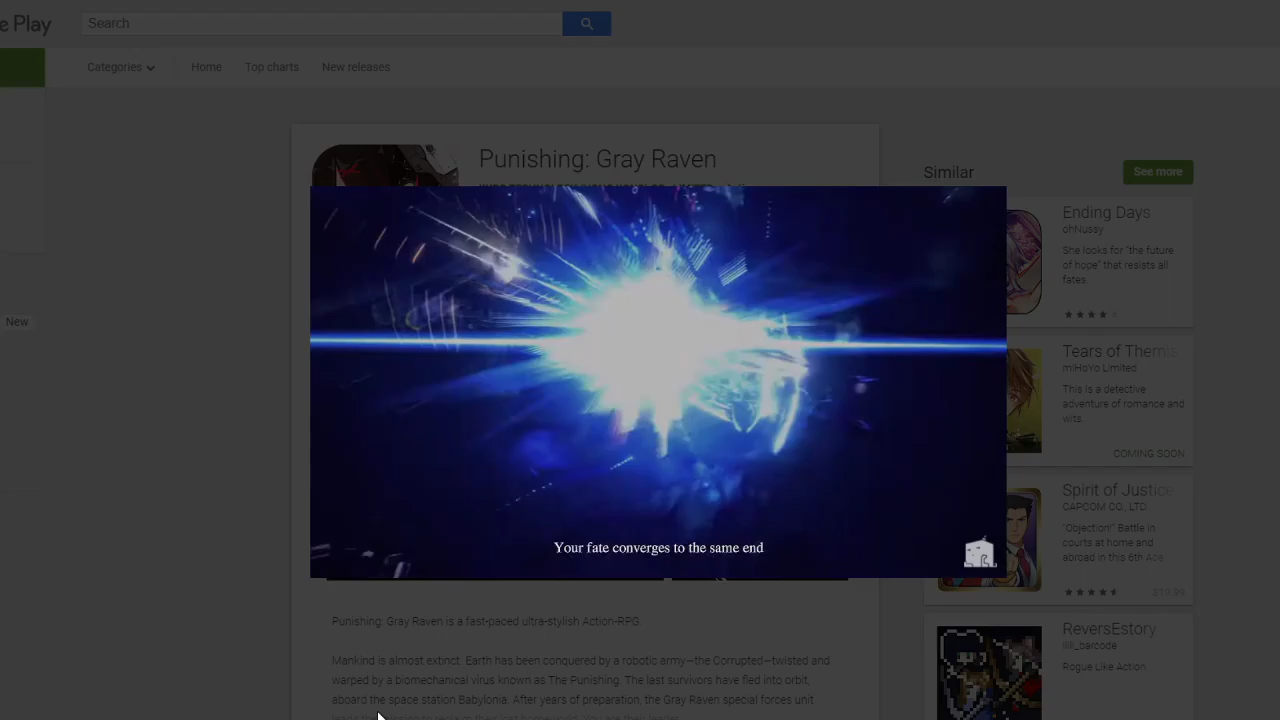 e Play
Search
Categories
Home
Top charts
New releases
New
Punishing: Gray Raven
Similar
See more
Ending Days
ohNussy
She looks for “the future
of hope” that resists all
fates.
Tears of Themis
miHoYo Limited
This is a detective
adventure of romance and
wits.
COMING SOON
Spirit of Justice
CAPCOM CO., LTD.
“Objection!” Battle in
courts at home and
abroad in this 6th Ace
£19.99
ReversEstory
illi_barcode
Rogue Like Action.
Your fate converges to the same end
Punishing: Gray Raven is a fast-paced ultra-stylish Action-RPG.
Mankind is almost extinct. Earth has been conquered by a robotic army—the Corrupted—twisted and
warped by a biomechanical virus known as The Punishing. The last survivors have fled into orbit,
aboard the space station Babylonia. After years of preparation, the Gray Raven special forces unit